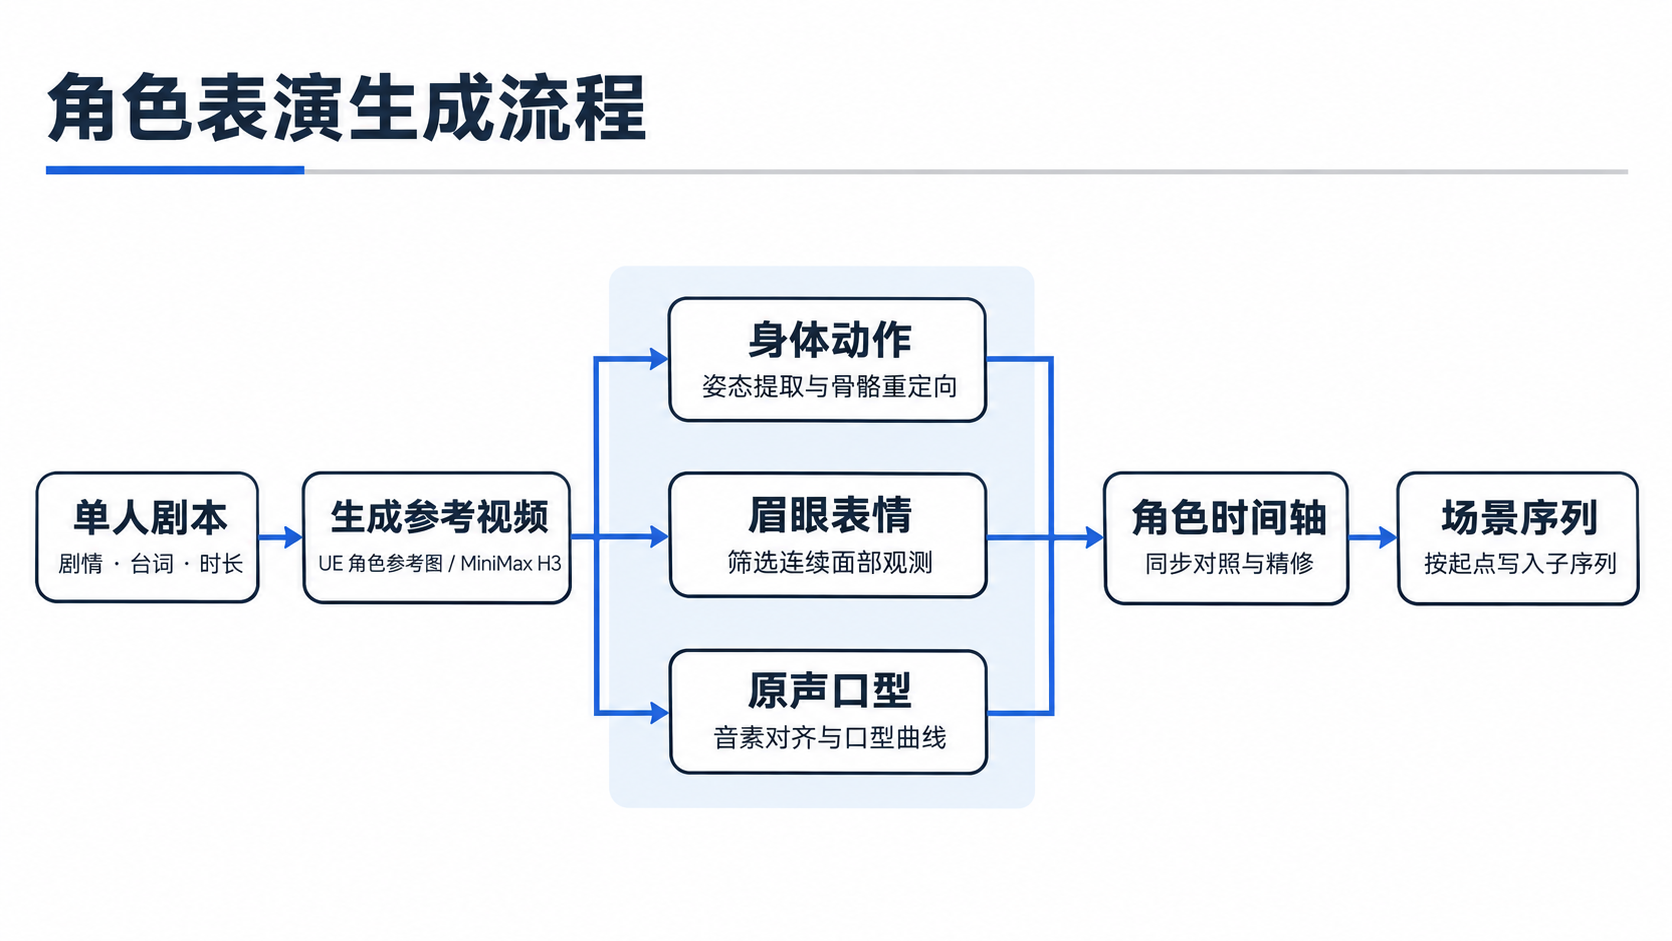 角色表演生成流程
单人剧本
剧情 · 台词 · 时长
生成参考视频
UE 角色参考图 / MiniMax H3
身体动作
姿态提取与骨骼重定向
眉眼表情
筛选连续面部观测
原声口型
音素对齐与口型曲线
角色时间轴
同步对照与精修
场景序列
按起点写入子序列